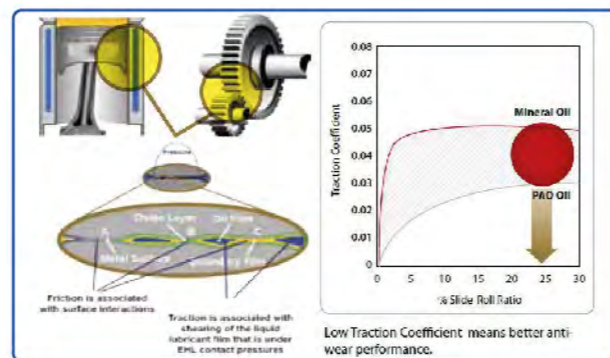 Oxide Layer
Oil Film
A
B
C
Metal Surface
Boundary Film
Friction is associated
with surface interactions
Traction is associated with
shearing of the liquid
lubricant film that is under
EHL contact pressures
0.08
0.07
0.06
0.05
0.04
0.03
0.02
0.01
0
Traction Coefficient
Mineral Oil
PAO Oil
0
5
10
15
20
25
30
% Slide Roll Ratio
Low Traction Coefficient means better anti-
wear performance.